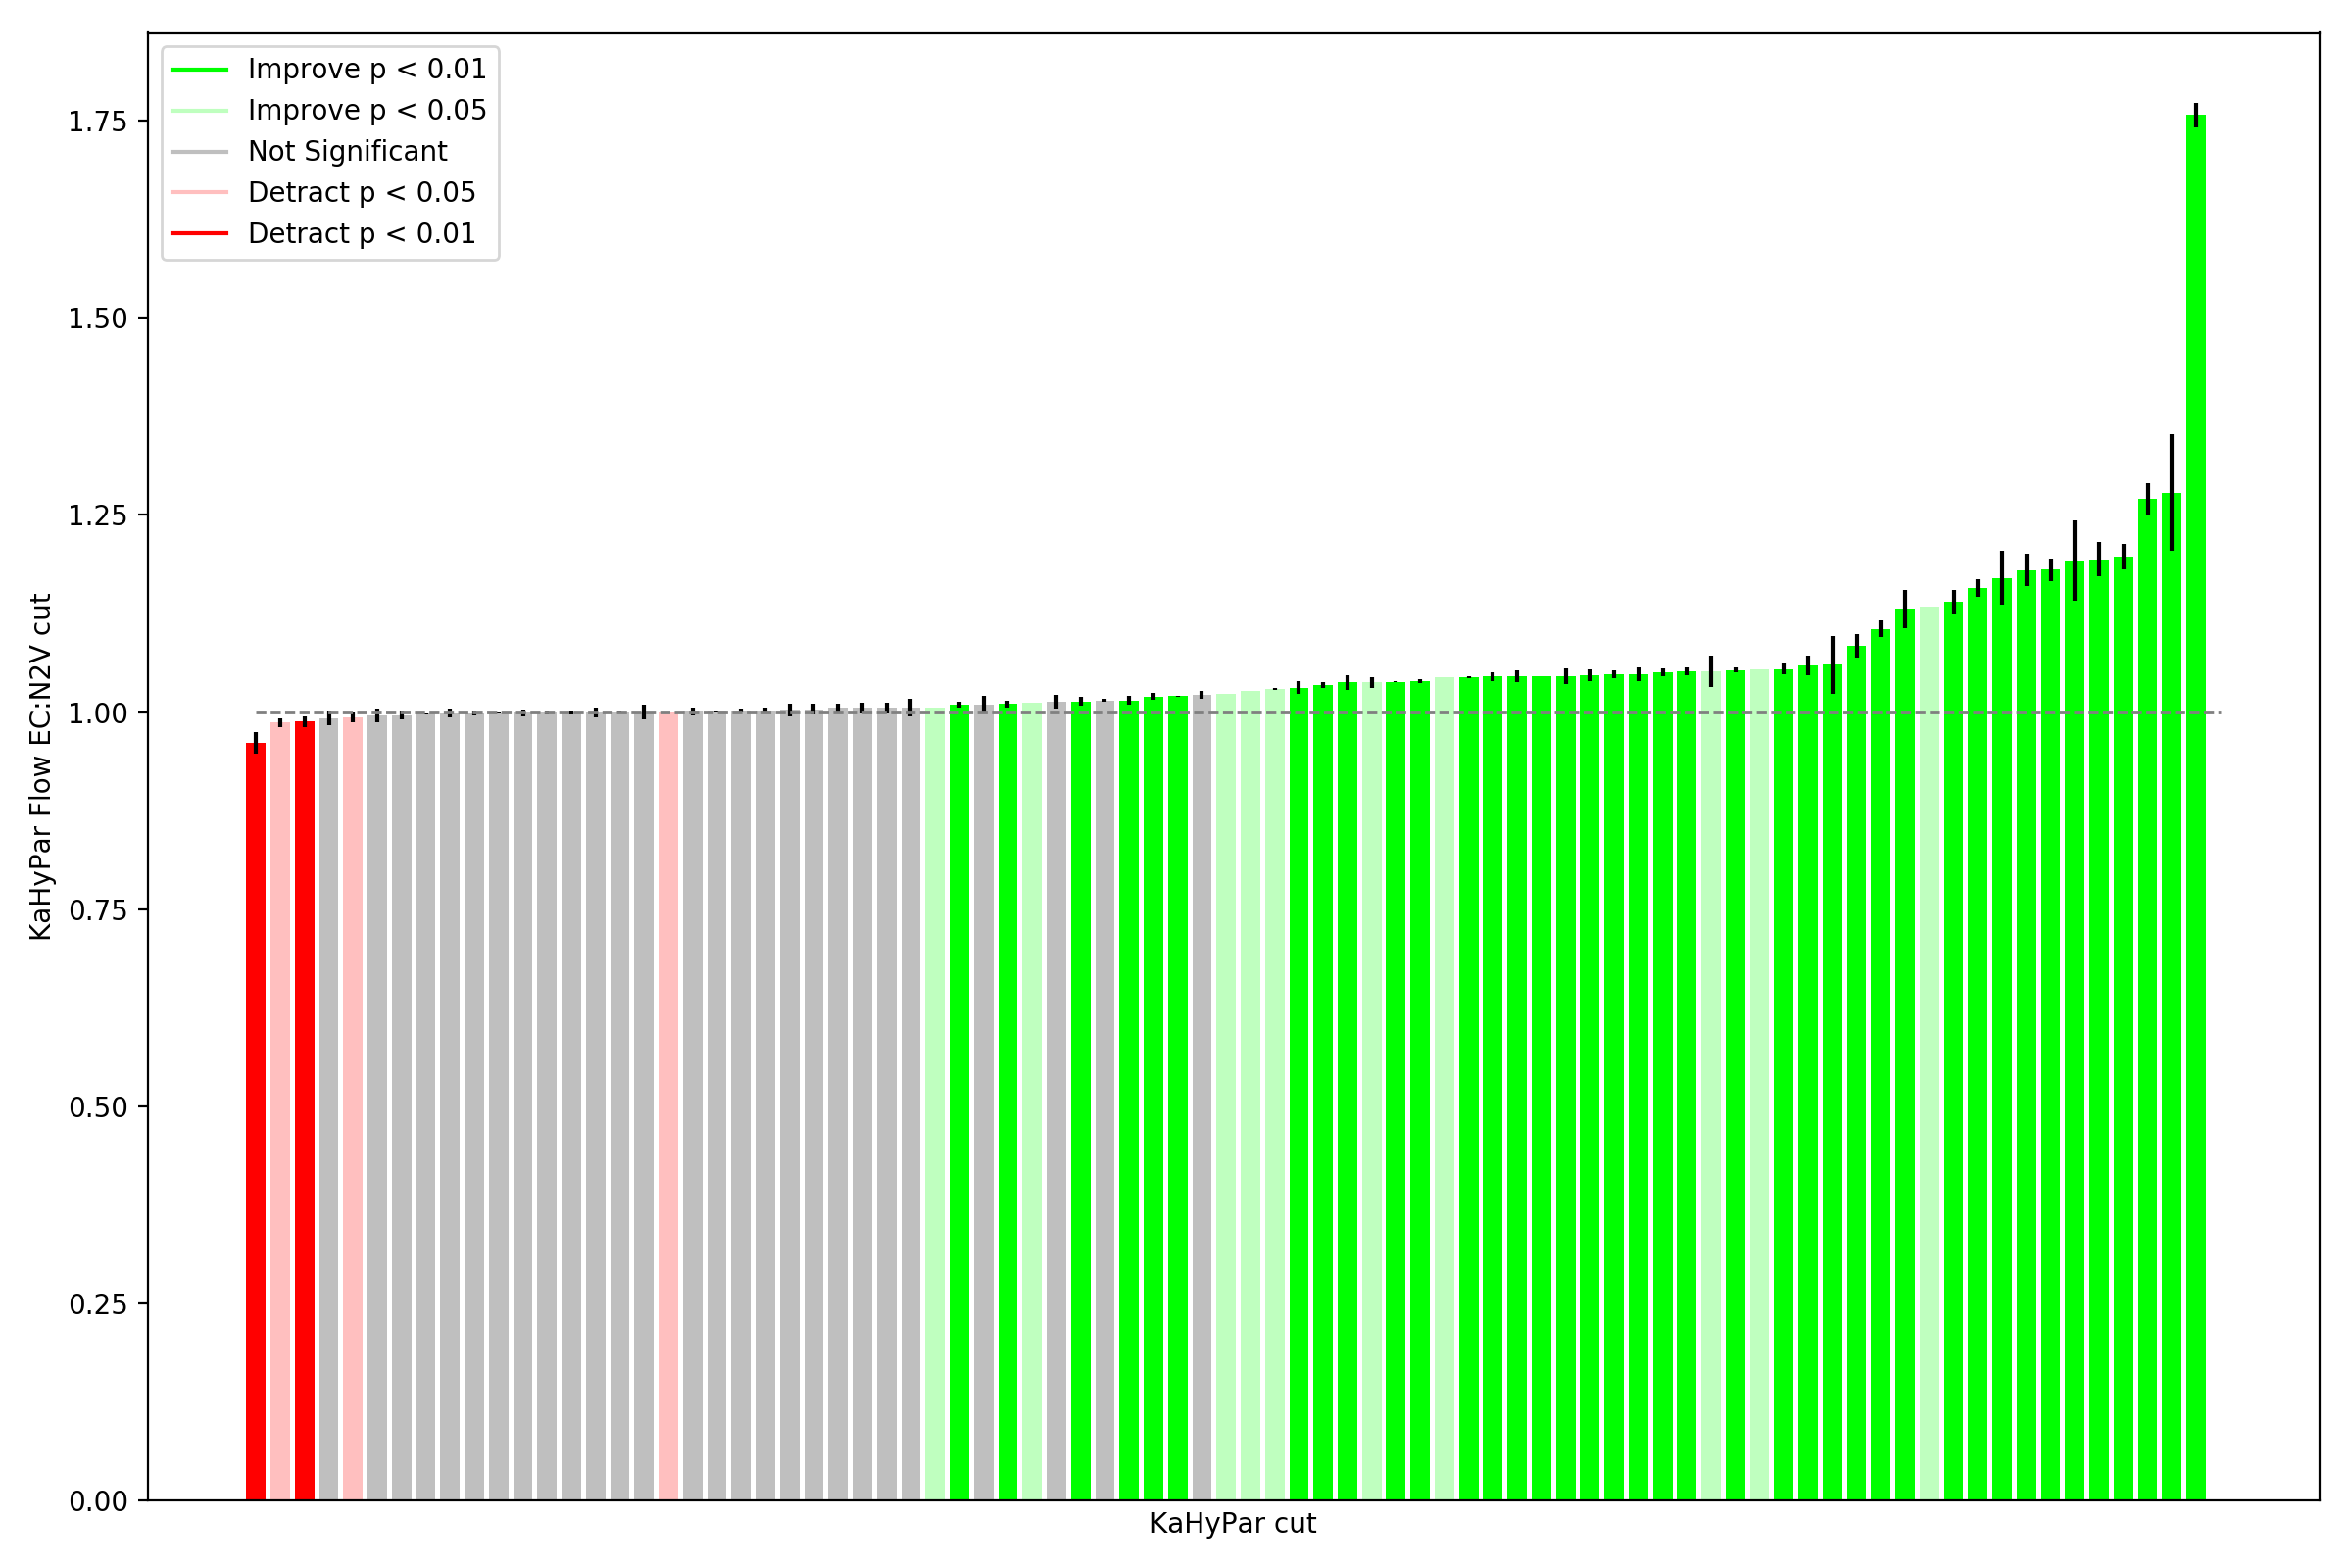 Improve p < 0.01
Improve p < 0.05
Not Significant
Detract p < 0.05
Detract p < 0.01
1.75
1.50
1.25
1.00
0.75
0.50
0.25
0.00
KaHyPar Flow EC:N2V cut
KaHyPar cut